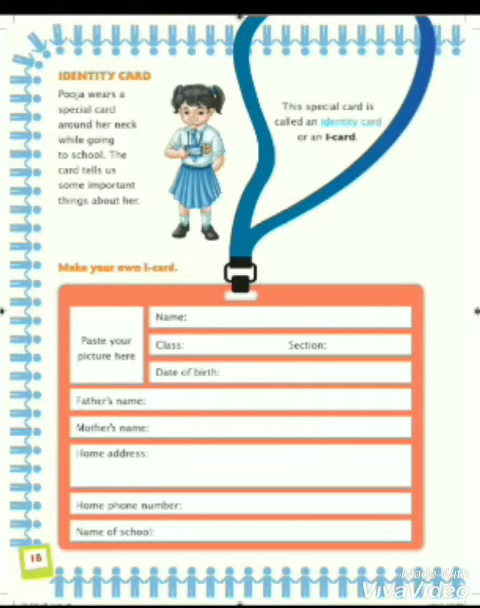 IDENTITY CARD
Pooja wears a
special card
around her neck
while going
to school. The
card tells us
some important
things about her.
This special card is
called an identity card
or an I-card.
Make your own I-card.
Paste your
picture here
Name:
Class: Section:
Date of birth:
Father's name:
Mother's name:
Home address:
Home phone number:
Name of school:
18
Made With
VivaVideo